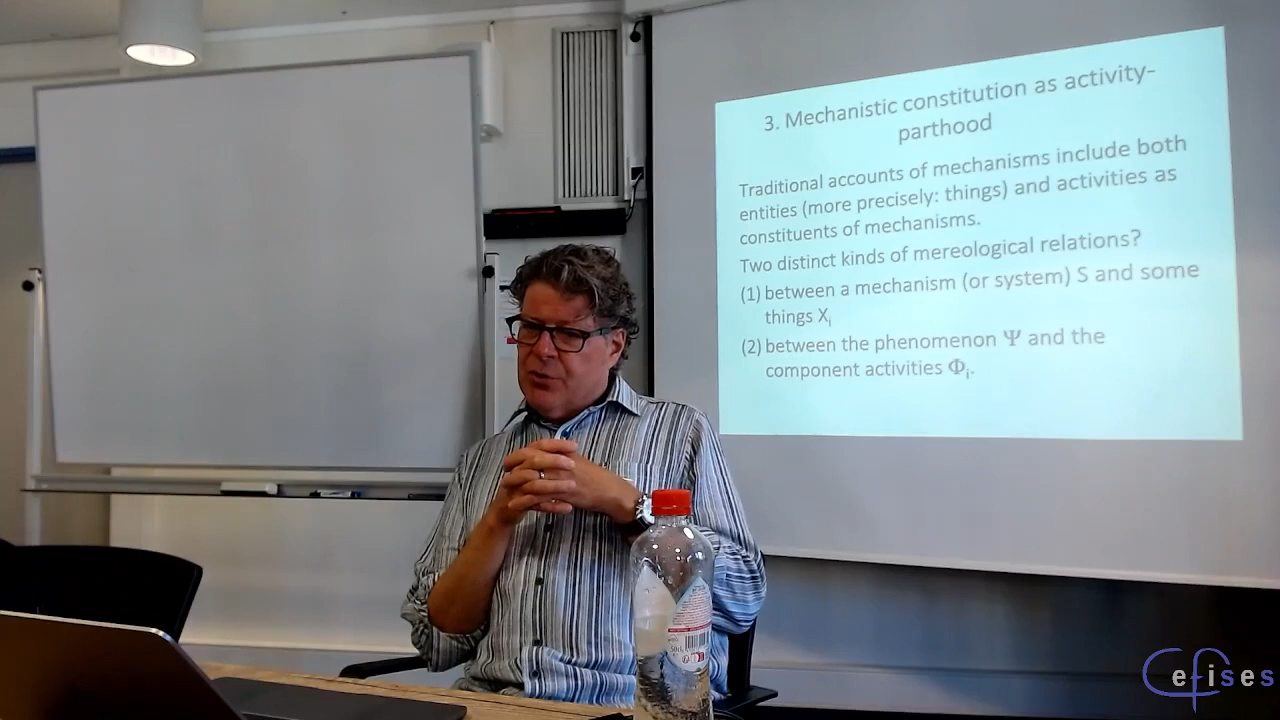 3. Mechanistic constitution as activity-
parthood
Traditional accounts of mechanisms include both
entities (more precisely: things) and activities as
constituents of mechanisms.
Two distinct kinds of mereological relations?
(1) between a mechanism (or system) S and some
things Xi
(2) between the phenomenon Ψ and the
component activities Φi.
Cefises